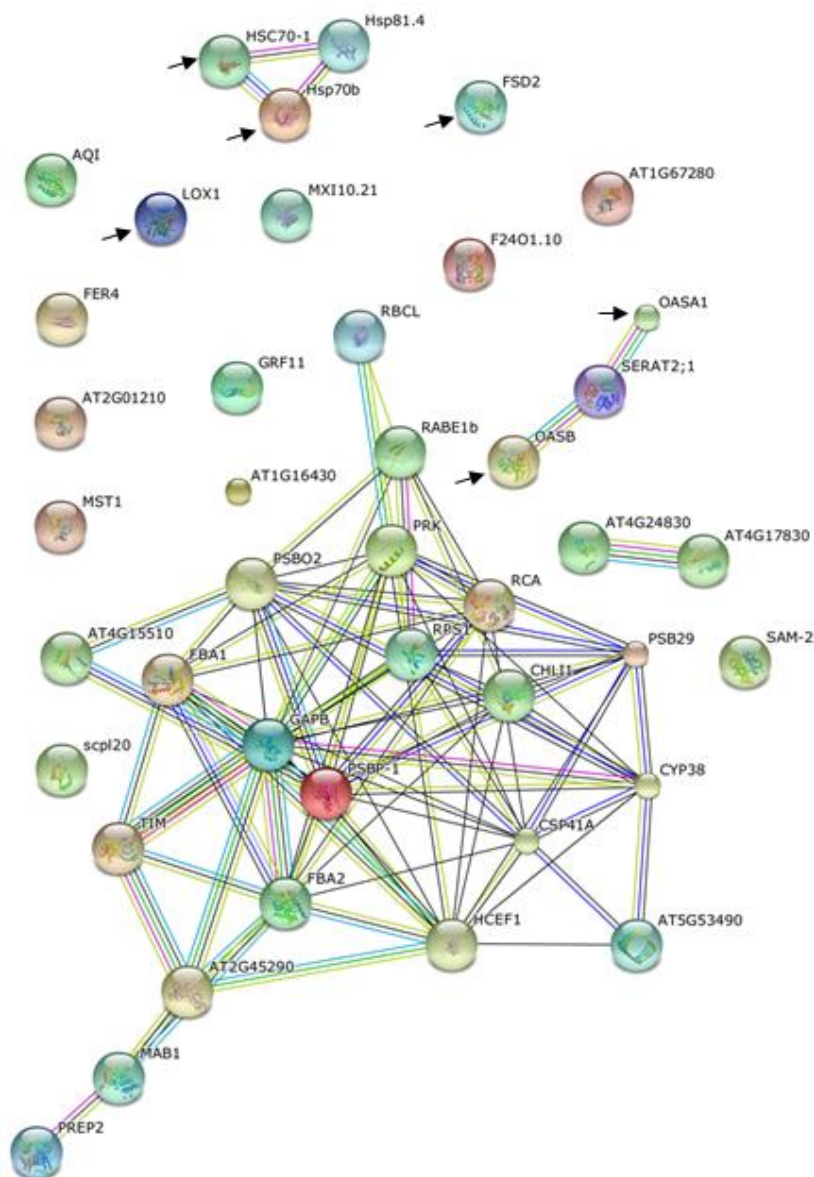 Hsp81.4
HSC70-1
Hsp70b
FSD2
AQI
LOX1
MXI10.21
AT1G67280
F24O1.10
FER4
RBCL
OASA1
GRF11
SERAT2;1
AT2G01210
RABE1b
OASB
AT1G16430
MST1
PRK
AT4G24830
AT4G17830
PSBO2
RCA
AT4G15510
RPS1
PSB29
SAM-2
FBA1
CHLI1
GAPB
scpl20
PSBP-1
CYP38
TIM
CSP41A
FBA2
HCEF1
AT5G53490
AT2G45290
MAB1
PREP2